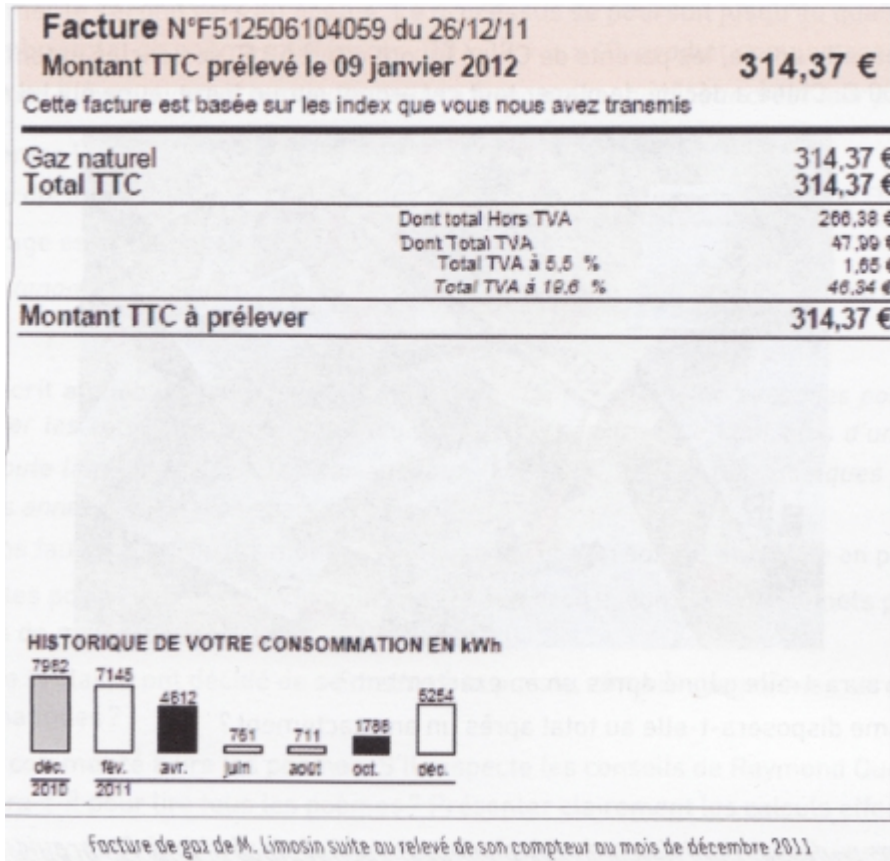 Facture N°F512506104059 du 26/12/11
Montant TTC prélevé le 09 janvier 2012 314,37 €
Cette facture est basée sur les index que vous nous avez transmis
Gaz naturel 314,37 €
Total TTC 314,37 €
Dont total Hors TVA 266,38 €
Dont Total TVA 47,99 €
Total TVA à 5,5 % 1,65 €
Total TVA à 19,6 % 46,34 €
Montant TTC à prélever 314,37 €
HISTORIQUE DE VOTRE CONSOMMATION EN kWh
7982 7145 4612 751 711 1786 5254
déc. fév. avr. juin août oct. déc.
2010 2011
Facture de gaz de M. Limosin suite au relevé de son compteur au mois de décembre 2011